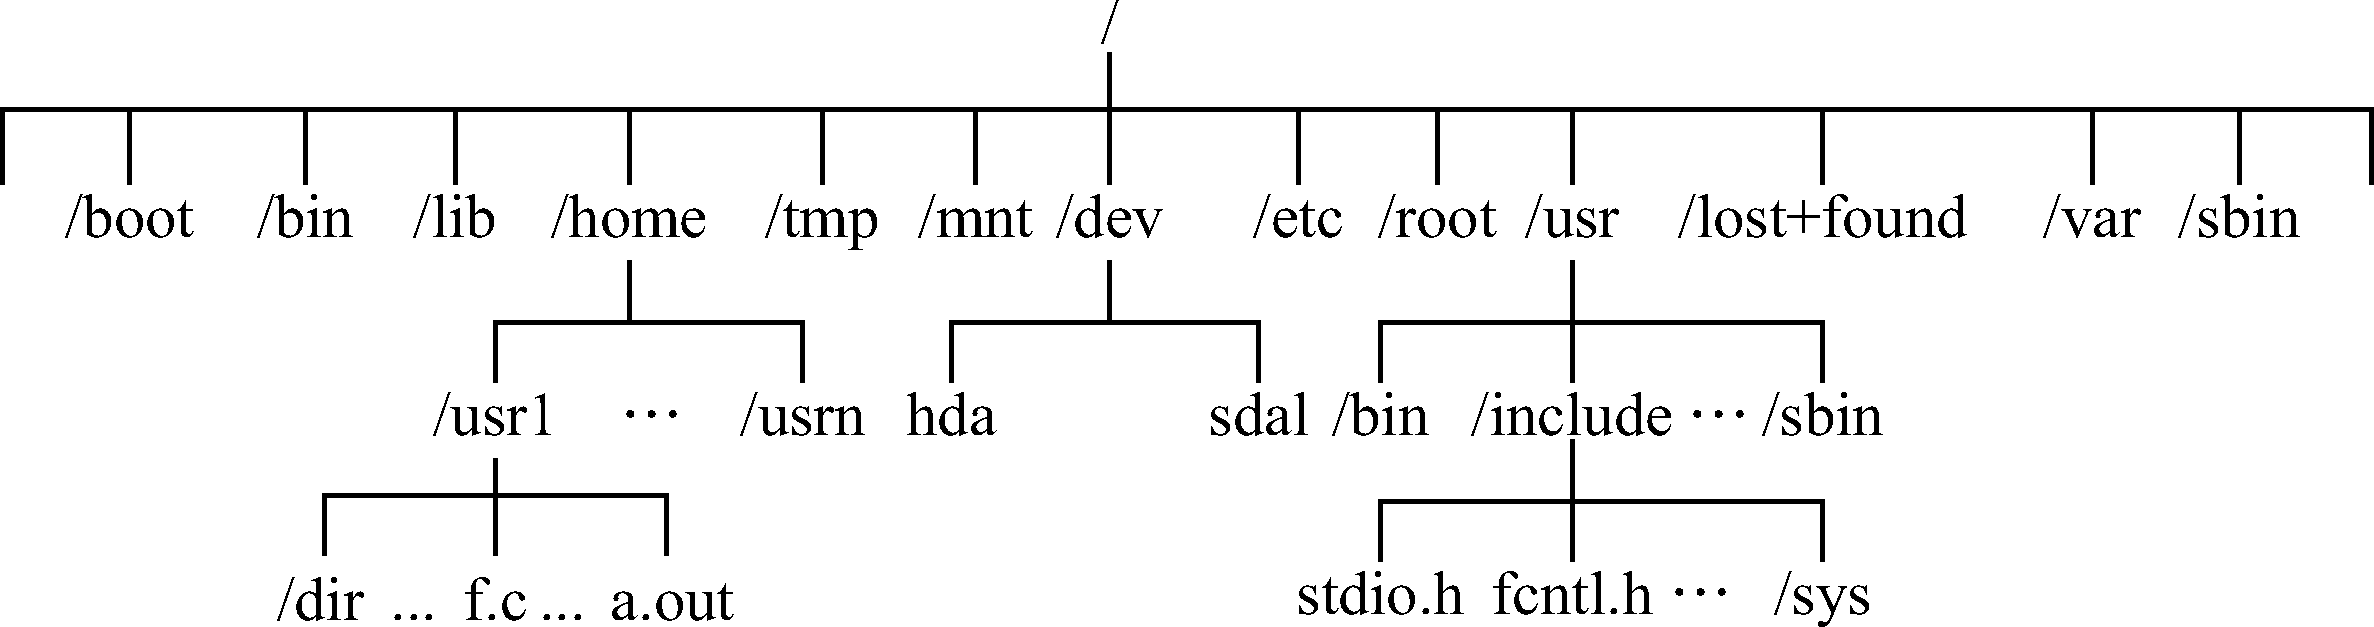 /
/boot /bin /lib /home /tmp /mnt /dev /etc /root /usr /lost+found /var /sbin
/usr1 ··· /usrn hda sdal /bin /include ··· /sbin
/dir ... f.c ... a.out stdio.h fcntl.h ··· /sys